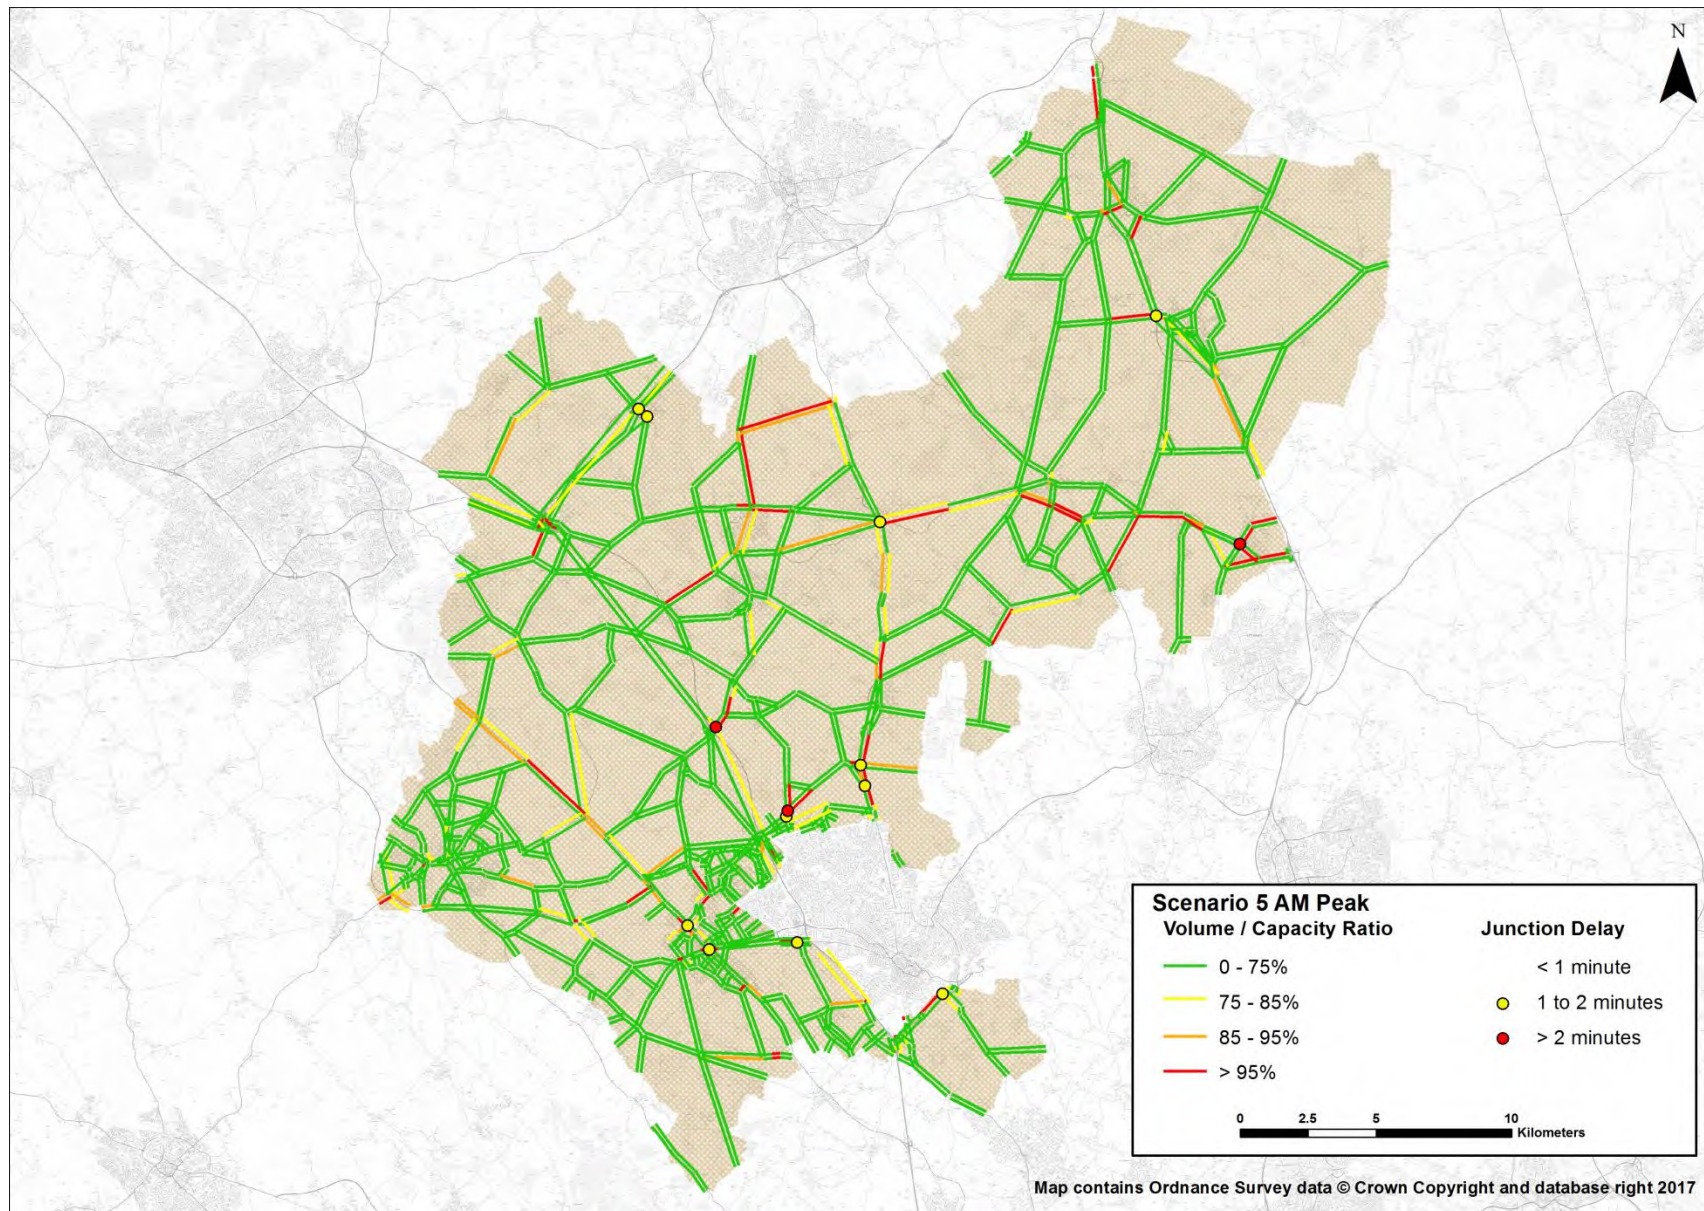 N
Scenario 5 AM Peak
Volume / Capacity Ratio
Junction Delay
0 - 75%
< 1 minute
75 - 85%
1 to 2 minutes
85 - 95%
> 2 minutes
> 95%
0 2.5 5 10
Kilometers
Map contains Ordnance Survey data © Crown Copyright and database right 2017